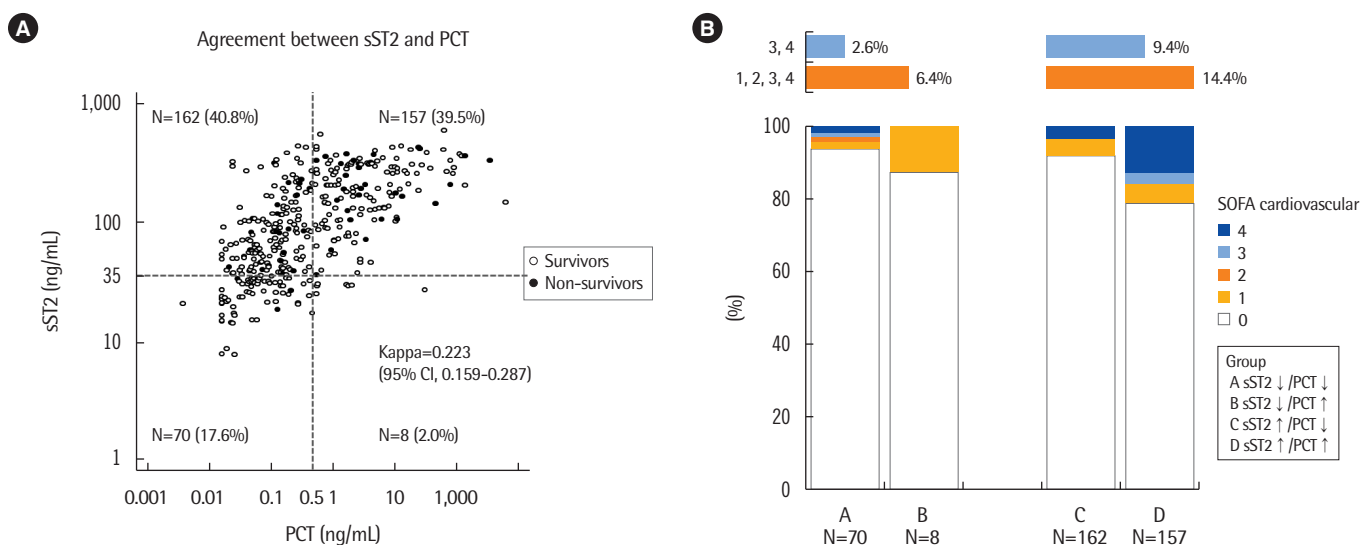 A
Agreement between sST2 and PCT
N=162 (40.8%)
N=157 (39.5%)
1,000
100
35
10
1
sST2 (ng/mL)
Survivors
Non-survivors
Kappa=0.223
(95% CI, 0.159-0.287)
N=70 (17.6%)
N=8 (2.0%)
0.001 0.01 0.1 0.5 1 10 1,000
PCT (ng/mL)
B
3, 4
2.6%
9.4%
1, 2, 3, 4
6.4%
14.4%
100
80
60
40
20
0
(%)
SOFA cardiovascular
4
3
2
1
0
Group
A sST2 ↓/PCT ↓
B sST2 ↓/PCT ↑
C sST2 ↑/PCT ↓
D sST2 ↑/PCT ↑
A B C D
N=70 N=8 N=162 N=157